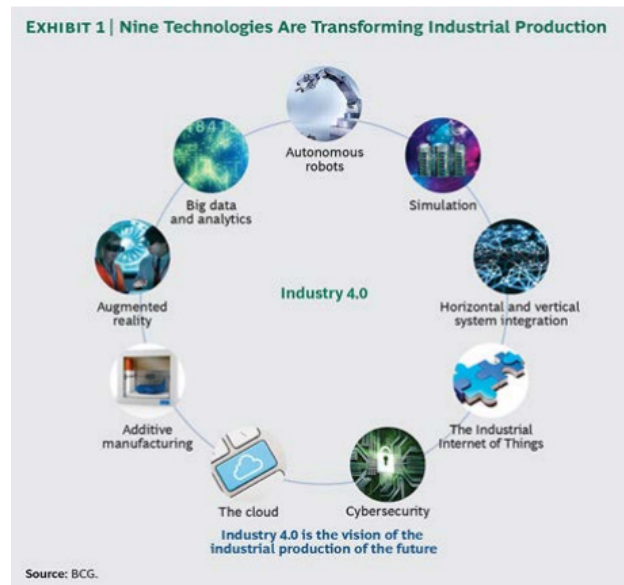 EXHIBIT 1 | Nine Technologies Are Transforming Industrial Production
Autonomous
robots
Simulation
Horizontal and vertical
system integration
The Industrial
Internet of Things
Cybersecurity
The cloud
Additive
manufacturing
Augmented
reality
Big data
and analytics
Industry 4.0
Industry 4.0 is the vision of the
industrial production of the future
Source: BCG.